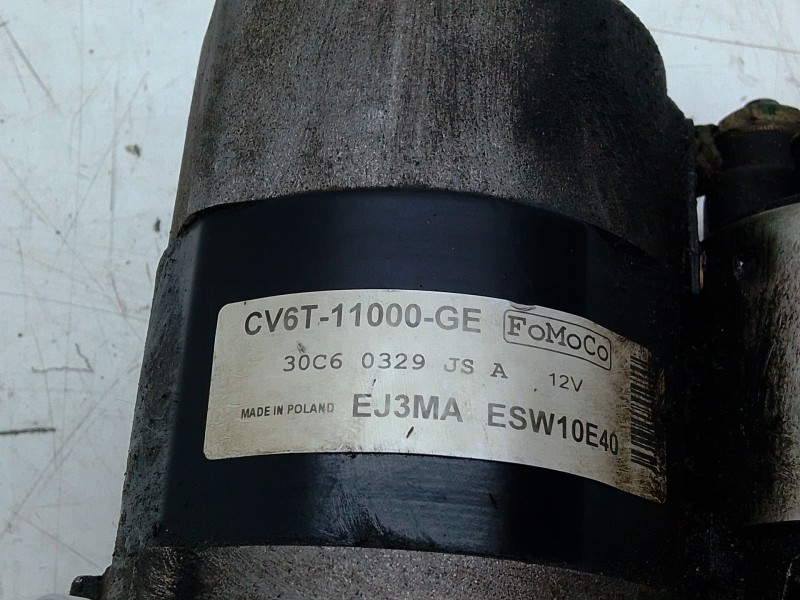 CV6T-11000-GE FoMoCo
30C6 0329 JS A 12V
MADE IN POLAND EJ3MA ESW10E40